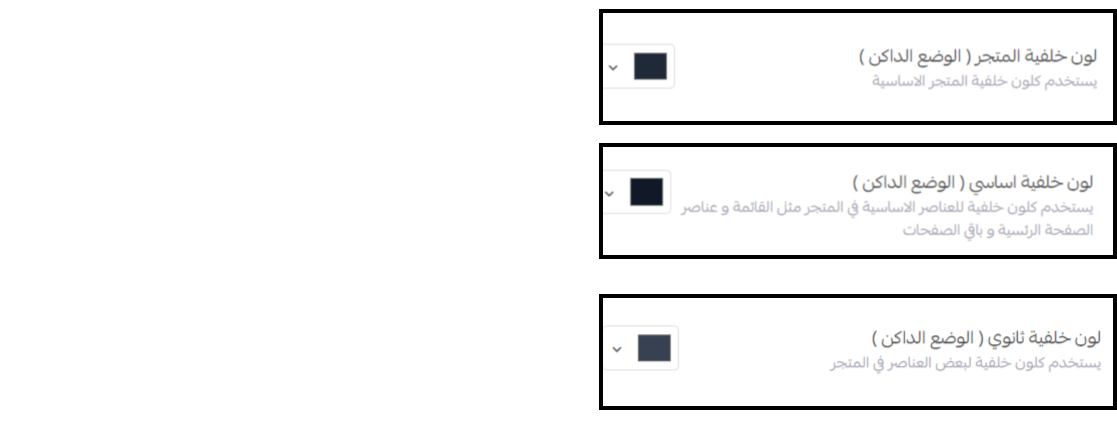 لون خلفية المتجر ( الوضع الداكن )
يستخدم كلون خلفية المتجر الاساسية
لون خلفية اساسي ( الوضع الداكن )
يستخدم كلون خلفية للعناصر الاساسية في المتجر مثل القائمة و عناصر
الصفحة الرئسية و باقي الصفحات
لون خلفية ثانوي ( الوضع الداكن )
يستخدم كلون خلفية لبعض العناصر في المتجر